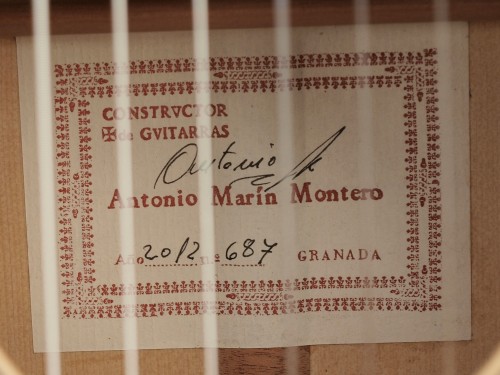 CONSTRVCTOR
✠ de GVITARRAS
Antonio
Antonio Marín Montero
Año 2012 nº 687 GRANADA